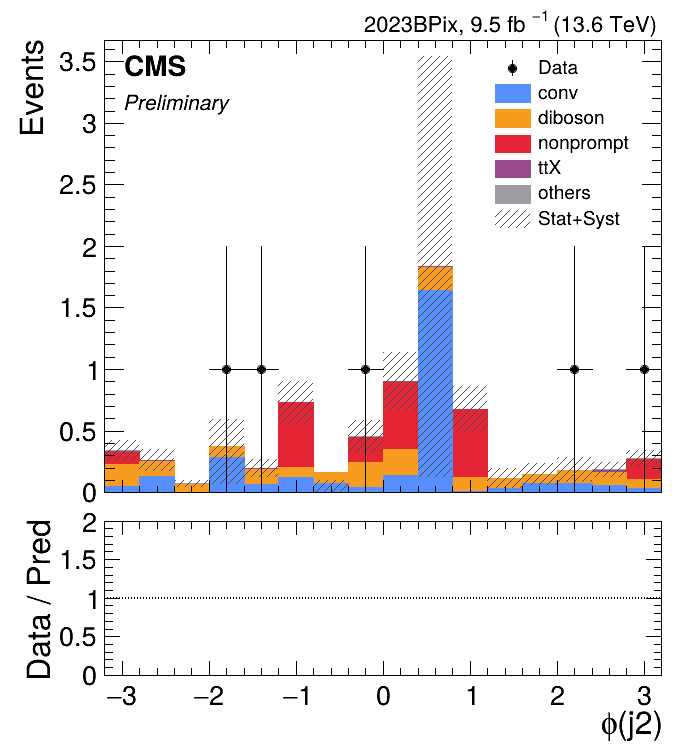 2023BPix, 9.5 fb⁻¹ (13.6 TeV)
Events
CMS
Preliminary
Data
conv
diboson
nonprompt
ttX
others
Stat+Syst
3.5
3
2.5
2
1.5
1
0.5
0
Data / Pred
2
1.5
1
0.5
0
−3 −2 −1 0 1 2 3
ϕ(j2)